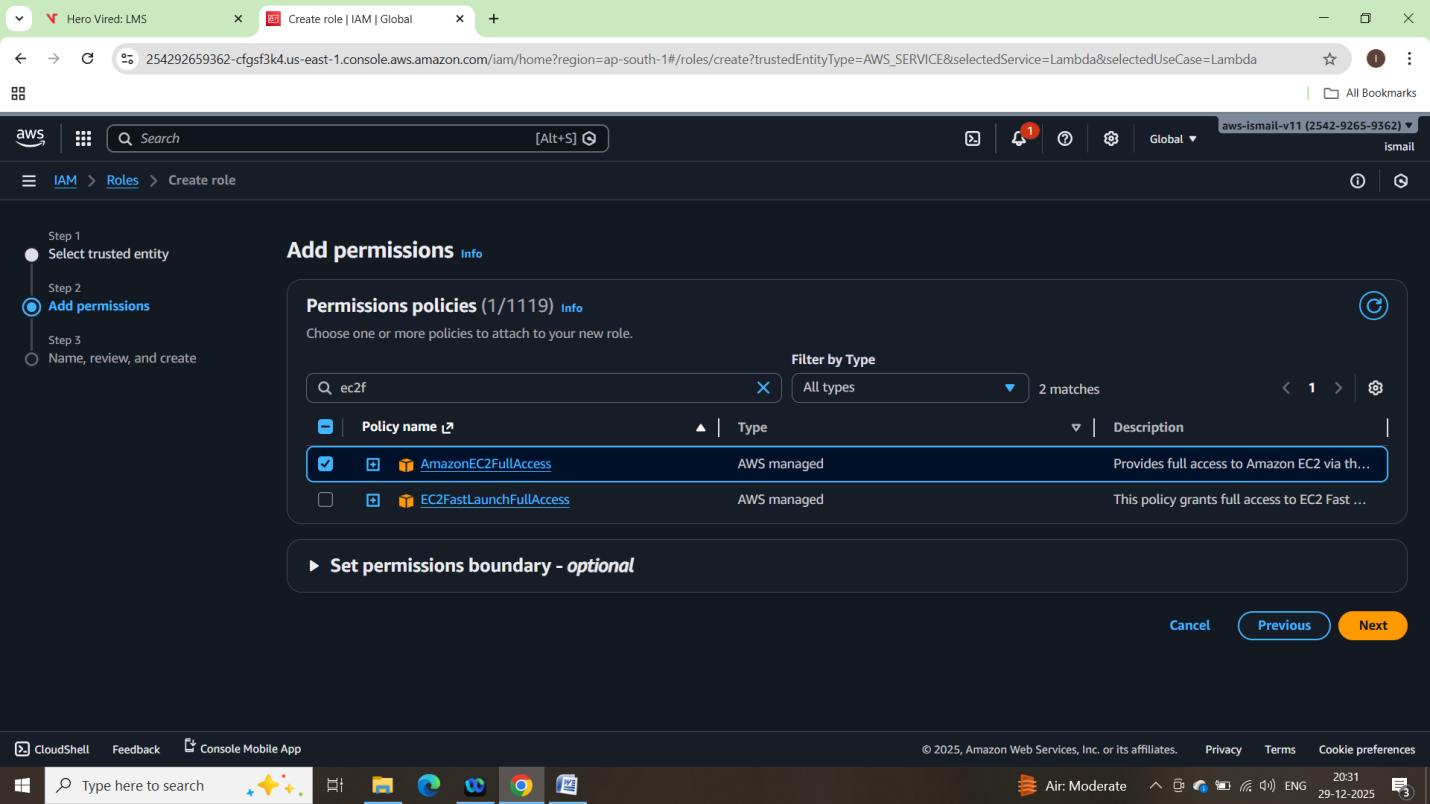 Hero Vired: LMS
Create role | IAM | Global
254292659362-cfgsf3k4.us-east-1.console.aws.amazon.com/iam/home?region=ap-south-1#/roles/create?trustedEntityType=AWS_SERVICE&selectedService=Lambda&selectedUseCase=Lambda
I
All Bookmarks
aws
Search
[Alt+S]
1
Global
aws-ismail-v11 (2542-9265-9362)
ismail
IAM
Roles
Create role
Step 1
Select trusted entity
Step 2
Add permissions
Step 3
Name, review, and create
Add permissions Info
Permissions policies (1/1119) Info
Choose one or more policies to attach to your new role.
Filter by Type
ec2f
All types
2 matches
1
Policy name
Type
Description
AmazonEC2FullAccess
AWS managed
Provides full access to Amazon EC2 via th...
EC2FastLaunchFullAccess
AWS managed
This policy grants full access to EC2 Fast ...
Set permissions boundary - optional
Cancel
Previous
Next
CloudShell
Feedback
Console Mobile App
© 2025, Amazon Web Services, Inc. or its affiliates.
Privacy
Terms
Cookie preferences
Type here to search
Air: Moderate
ENG
20:31
29-12-2025
3